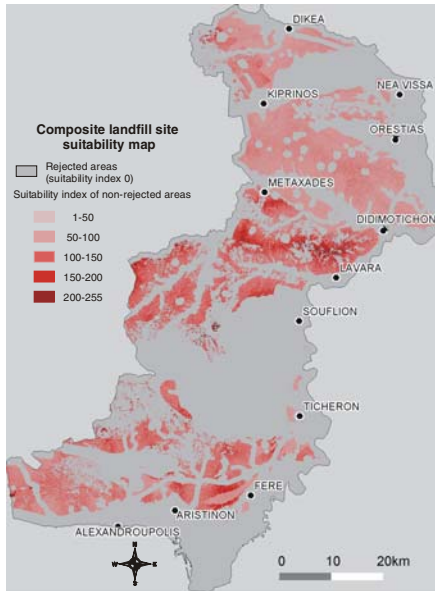 DIKEA
NEA VISSA
KIPRINOS
Composite landfill site
suitability map
ORESTIAS
Rejected areas
(suitability index 0)
Suitability index of non-rejected areas
METAXADES
1-50
50-100
DIDIMOTICHON
100-150
150-200
200-255
LAVARA
SOUFLION
TICHERON
FERE
ARISTINON
ALEXANDROUPOLIS
N
W E
S
0 10 20km